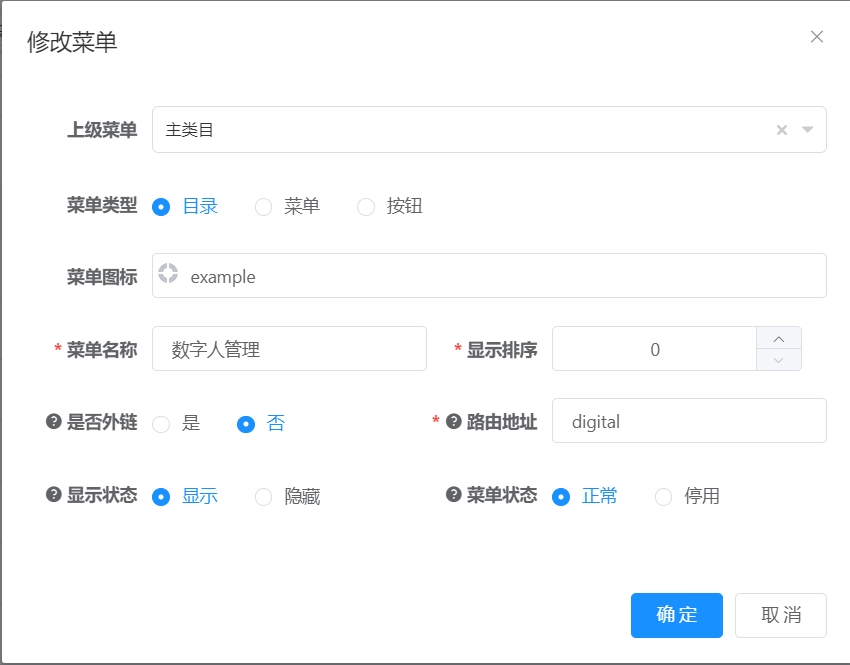 修改菜单
上级菜单 主类目
菜单类型 目录 菜单 按钮
菜单图标 example
* 菜单名称 数字人管理 * 显示排序 0
? 是否外链 是 否 * ? 路由地址 digital
? 显示状态 显示 隐藏 ? 菜单状态 正常 停用
确定 取消